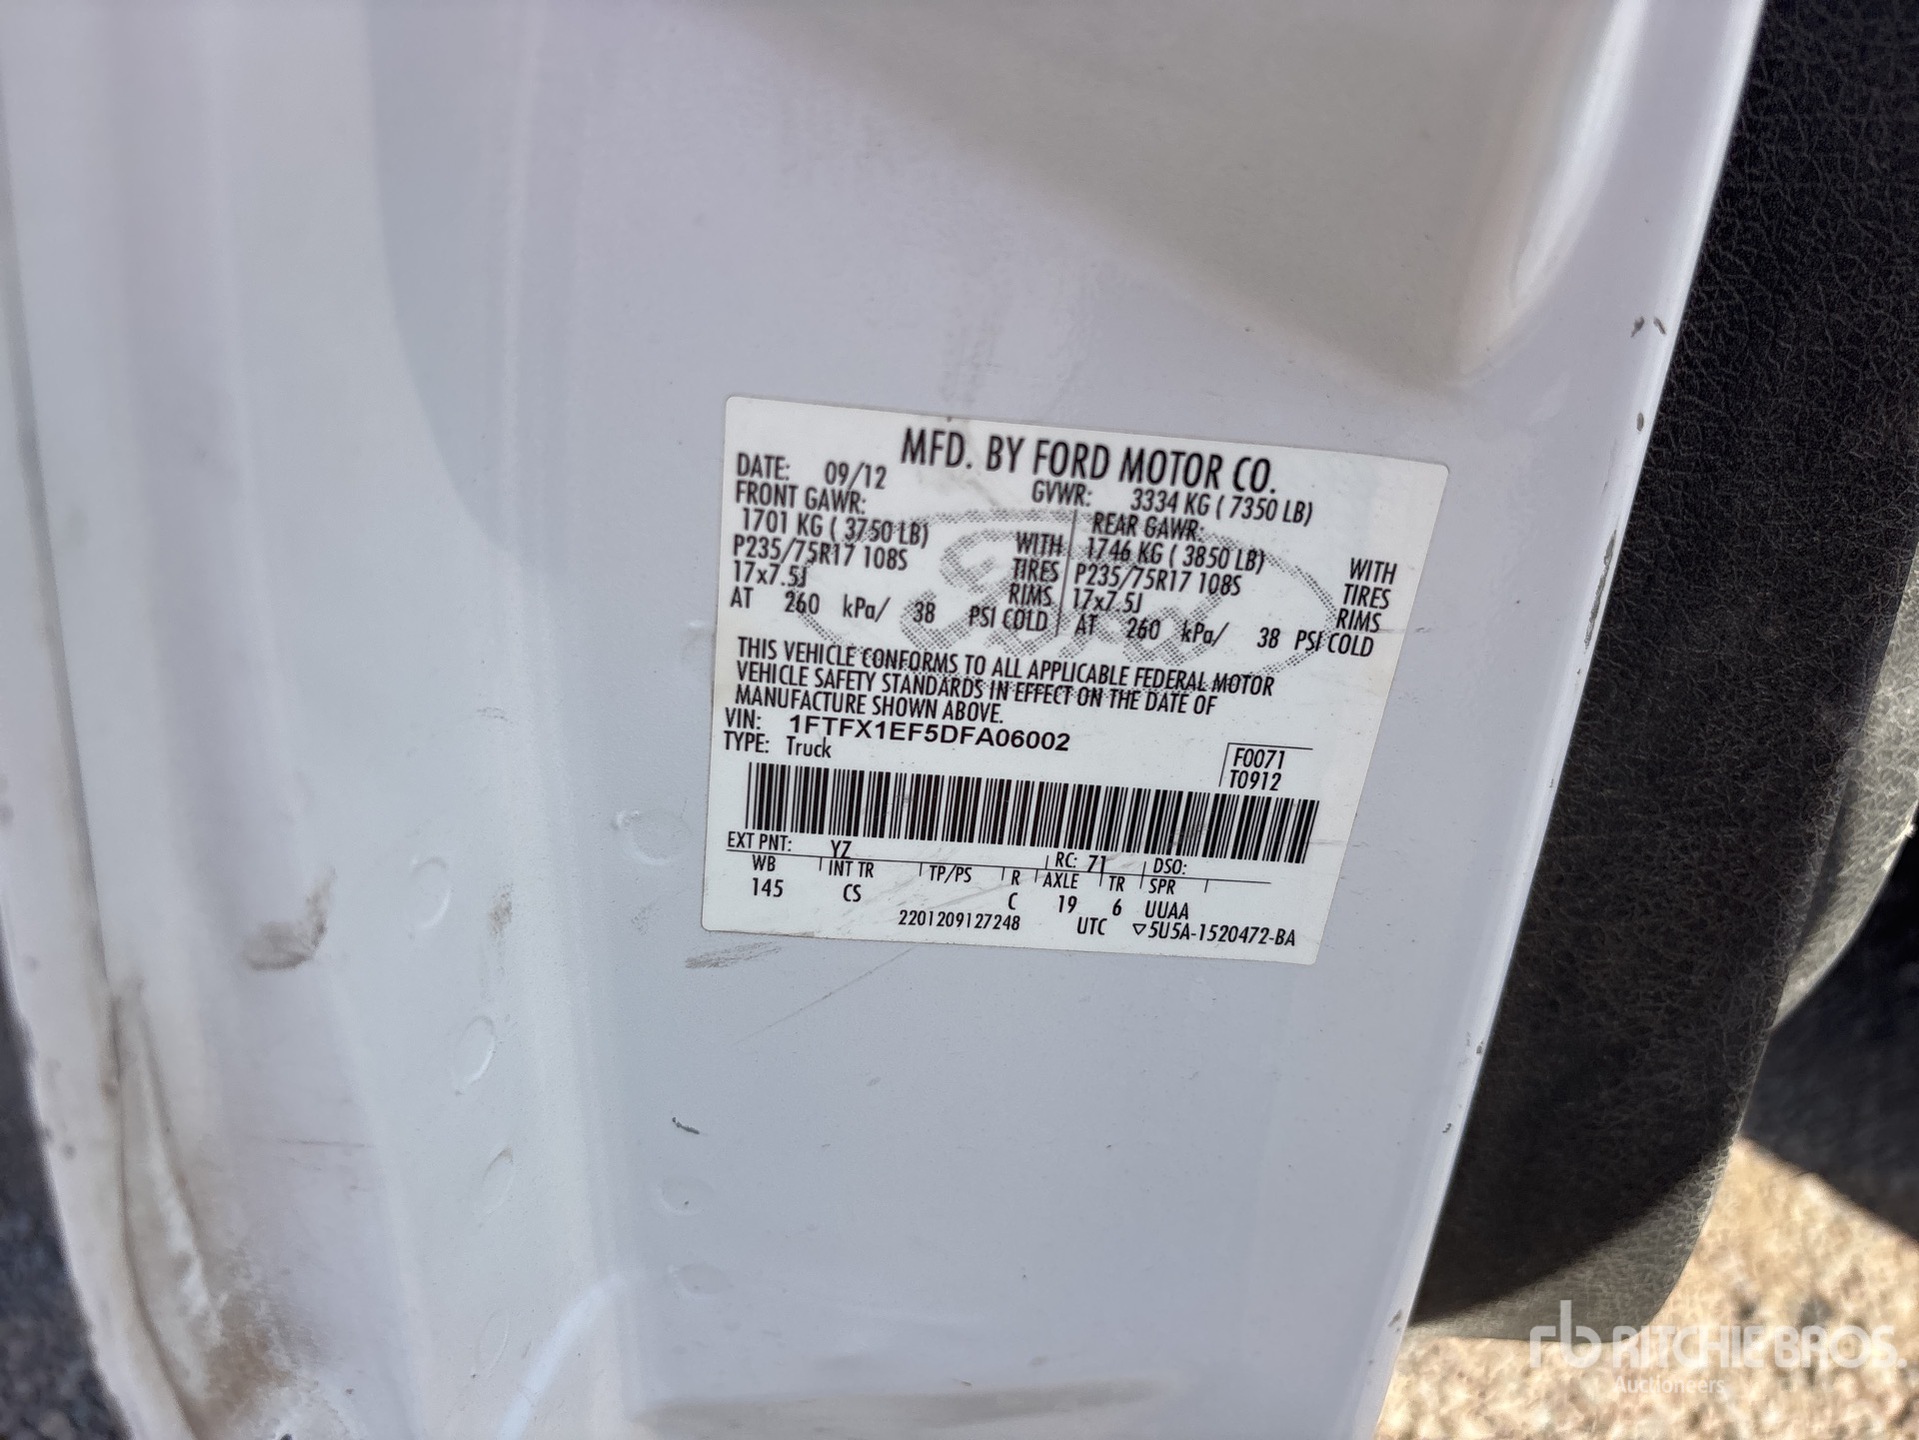 MFD. BY FORD MOTOR CO.
DATE: 09/12
GVWR: 3334 KG ( 7350 LB)
FRONT GAWR:
1701 KG ( 3750 LB)
P235/75R17 108S
17x7.5J
AT 260 kPa/ 38 PSI COLD
WITH
TIRES
RIMS
REAR GAWR:
1746 KG ( 3850 LB)
P235/75R17 108S
17x7.5J
AT 260 kPa/ 38 PSI COLD
WITH
TIRES
RIMS
Ford
THIS VEHICLE CONFORMS TO ALL APPLICABLE FEDERAL MOTOR
VEHICLE SAFETY STANDARDS IN EFFECT ON THE DATE OF
MANUFACTURE SHOWN ABOVE.
VIN: 1FTFX1EF5DFA06002
TYPE: Truck
F0071
T0912
EXT PNT: YZ RC: 71 DSO:
WB INT TR TP/PS R AXLE TR SPR
145 CS C 19 6 UUAA
2201209127248 UTC ▽5U5A-1520472-BA
rb RITCHIE BROS.
Auctioneers